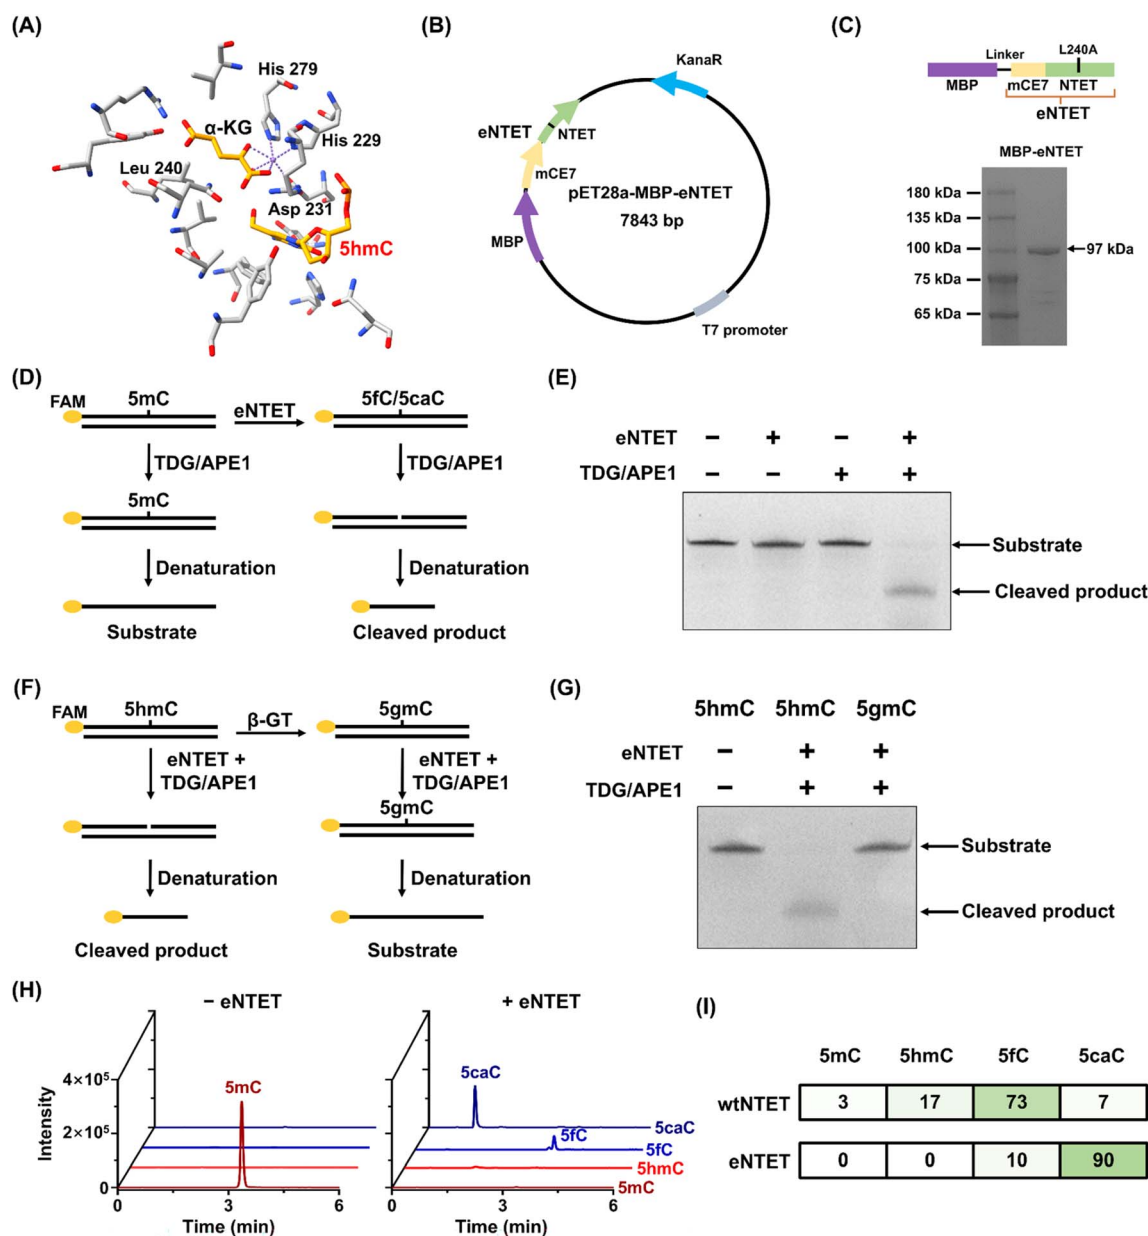 (A)
His 279
α-KG
His 229
Leu 240
Asp 231
5hmC
(B)
KanaR
eNTET
NTET
mCE7
pET28a-MBP-eNTET
7843 bp
MBP
T7 promoter
(C)
L240A
Linker
MBP
mCE7
NTET
eNTET
MBP-eNTET
180 kDa
135 kDa
100 kDa
97 kDa
75 kDa
65 kDa
(D)
FAM
5mC
eNTET
5fC/5caC
TDG/APE1
TDG/APE1
5mC
Denaturation
Denaturation
Substrate
Cleaved product
(E)
eNTET − + − +
TDG/APE1 − − + +
Substrate
Cleaved product
(F)
FAM
5hmC
β-GT
5gmC
eNTET +
TDG/APE1
eNTET +
TDG/APE1
5gmC
Denaturation
Denaturation
Cleaved product
Substrate
(G)
5hmC 5hmC 5gmC
eNTET − + +
TDG/APE1 − + +
Substrate
Cleaved product
(H)
− eNTET
+ eNTET
Intensity
4×10⁵
2×10⁵
0
5mC
0 3 6
Time (min)
5caC
5fC
5caC
5fC
5hmC
5mC
0 3 6
Time (min)
(I)
5mC 5hmC 5fC 5caC
wtNTET 3 17 73 7
eNTET 0 0 10 90